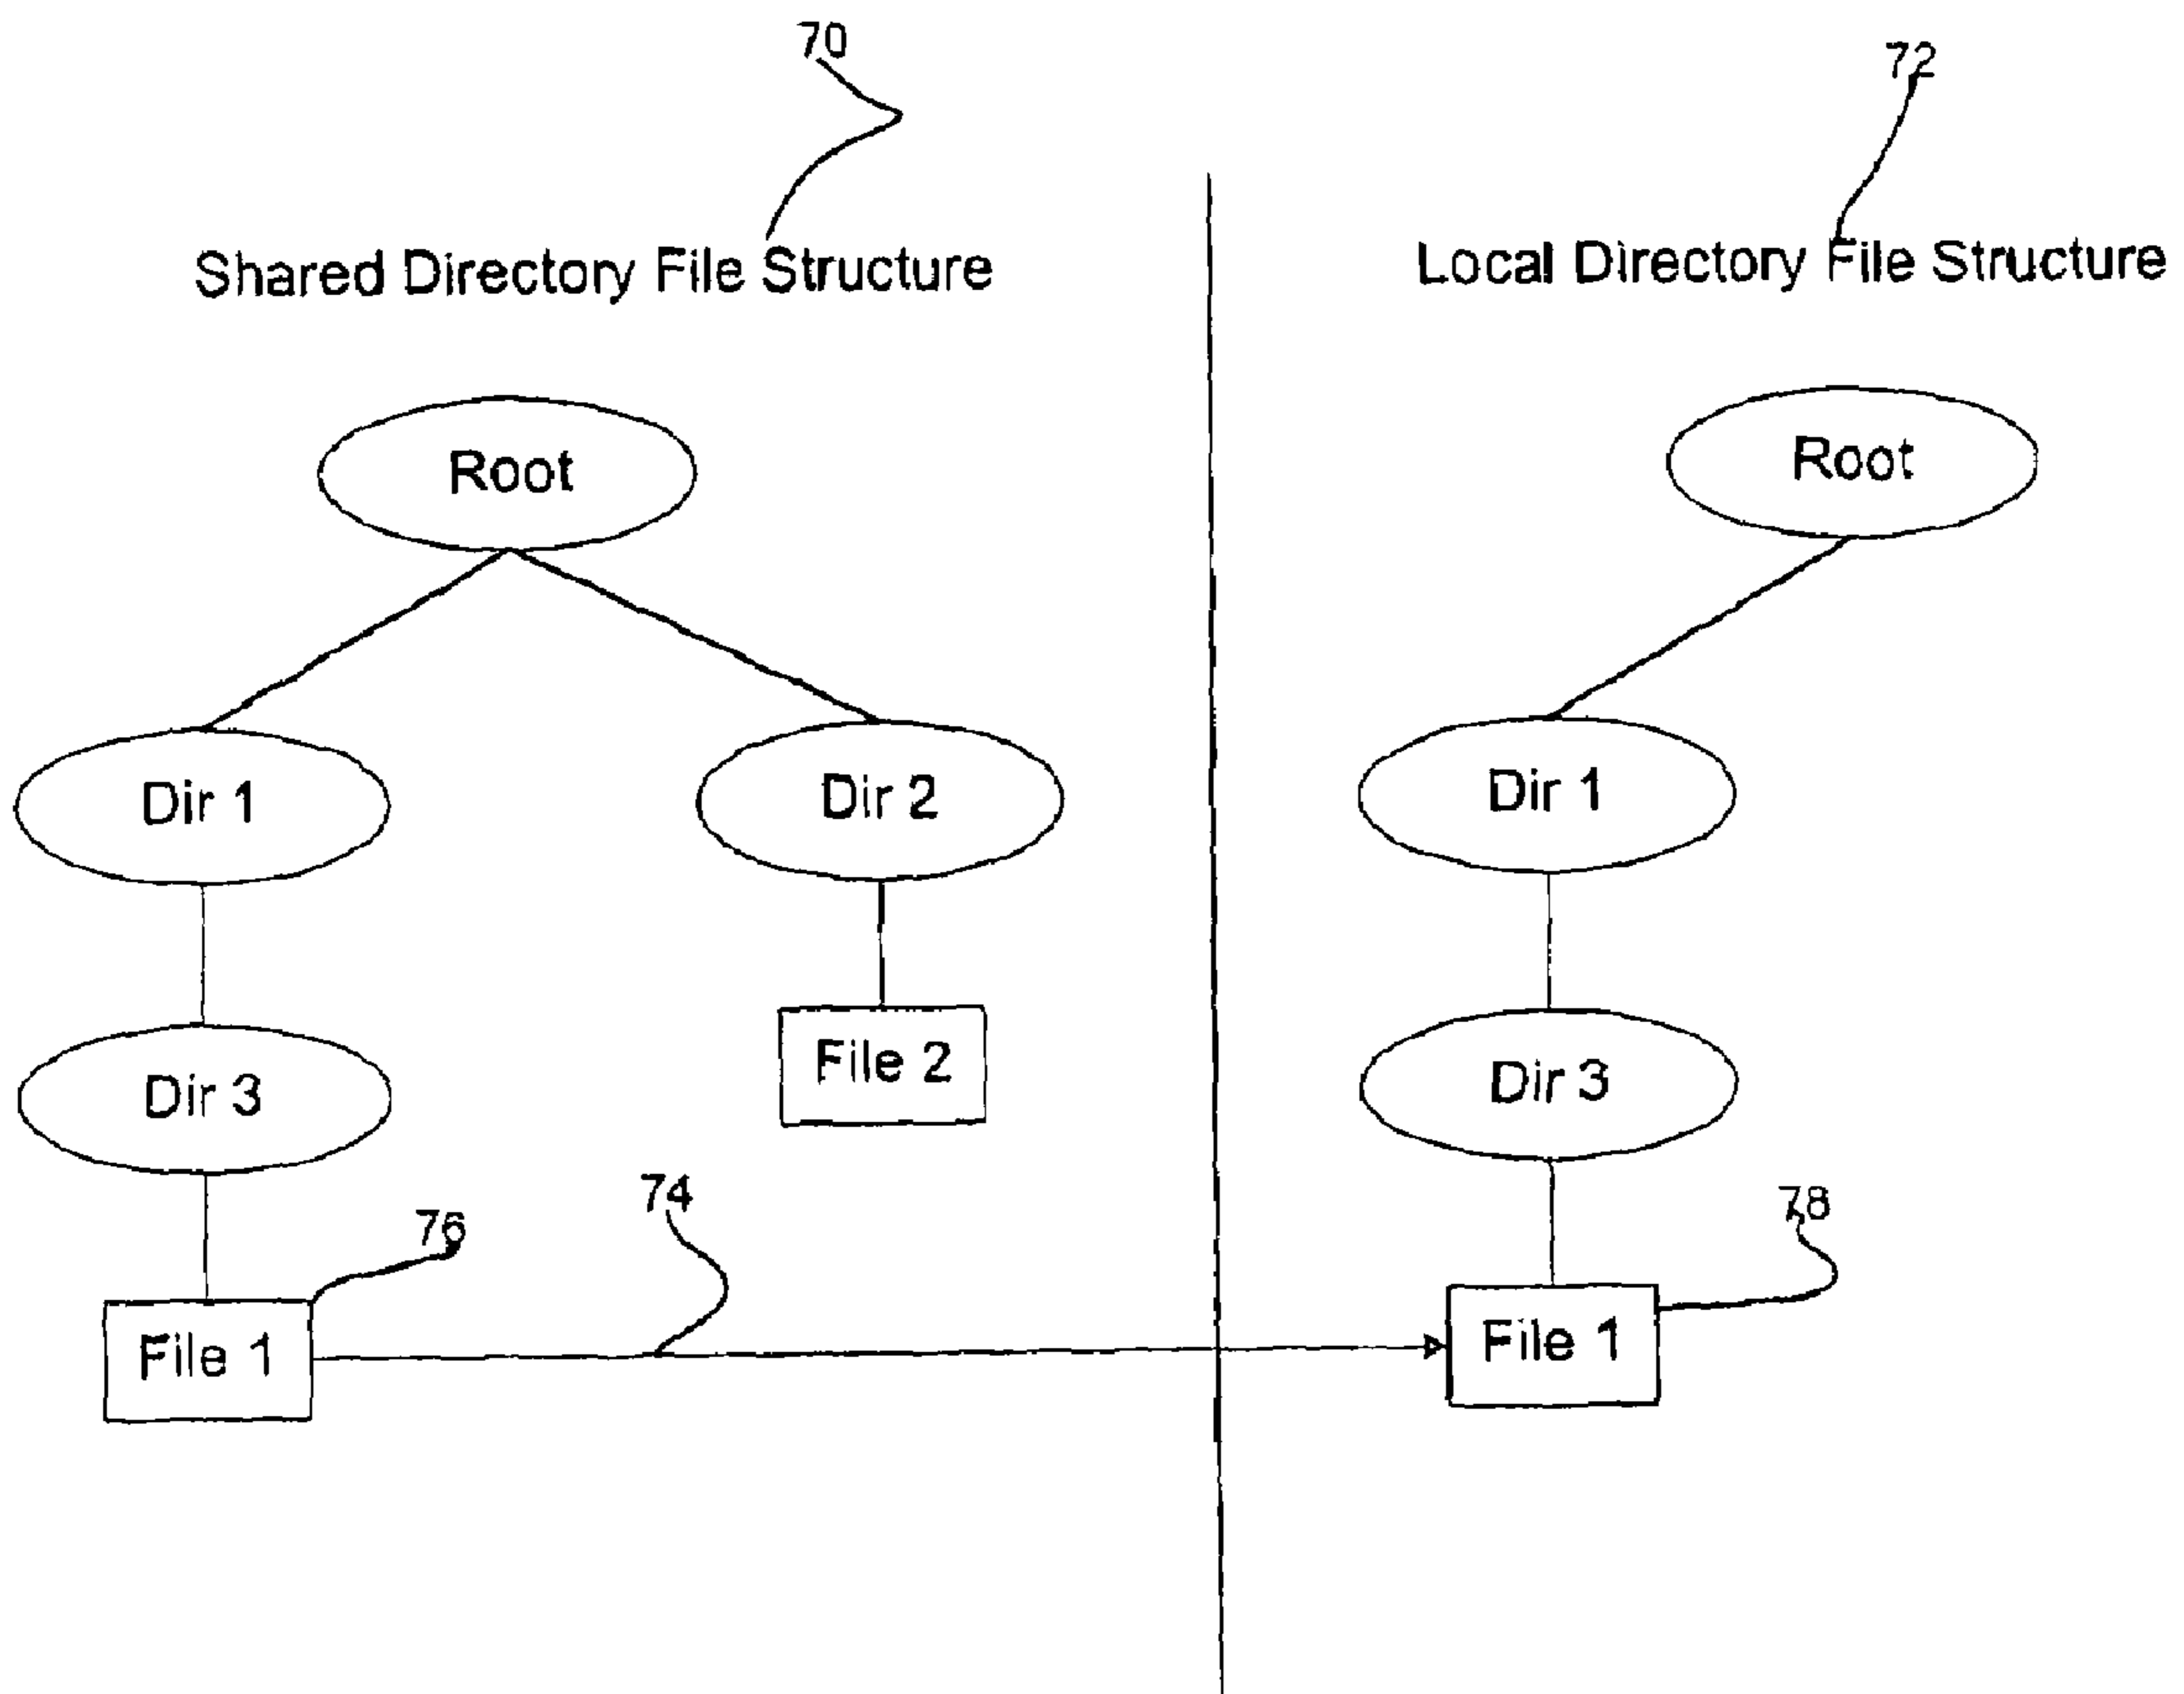 70
72
Shared Directory File Structure
Local Directory File Structure
Root
Root
Dir 1
Dir 2
Dir 1
Dir 3
File 2
Dir 3
76
74
78
File 1
File 1